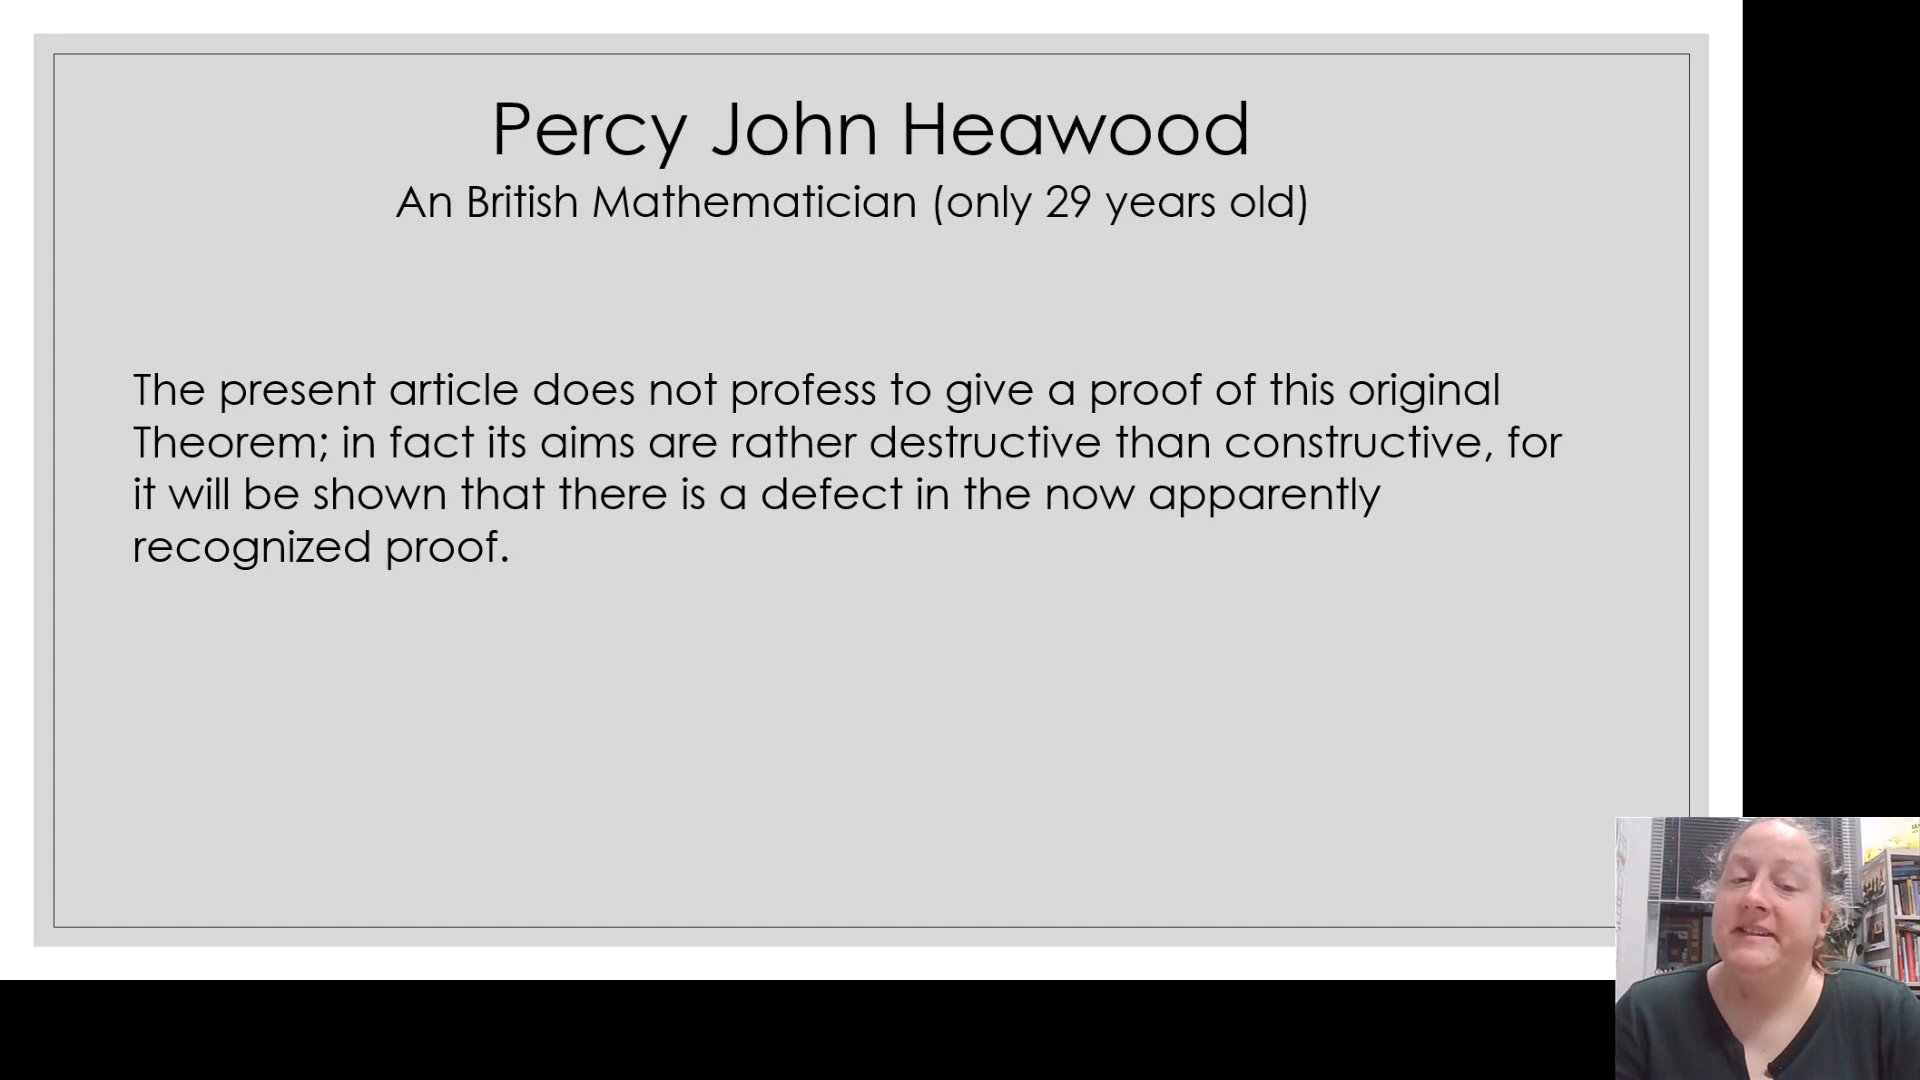 Percy John Heawood
An British Mathematician (only 29 years old)
The present article does not profess to give a proof of this original
Theorem; in fact its aims are rather destructive than constructive, for
it will be shown that there is a defect in the now apparently
recognized proof.